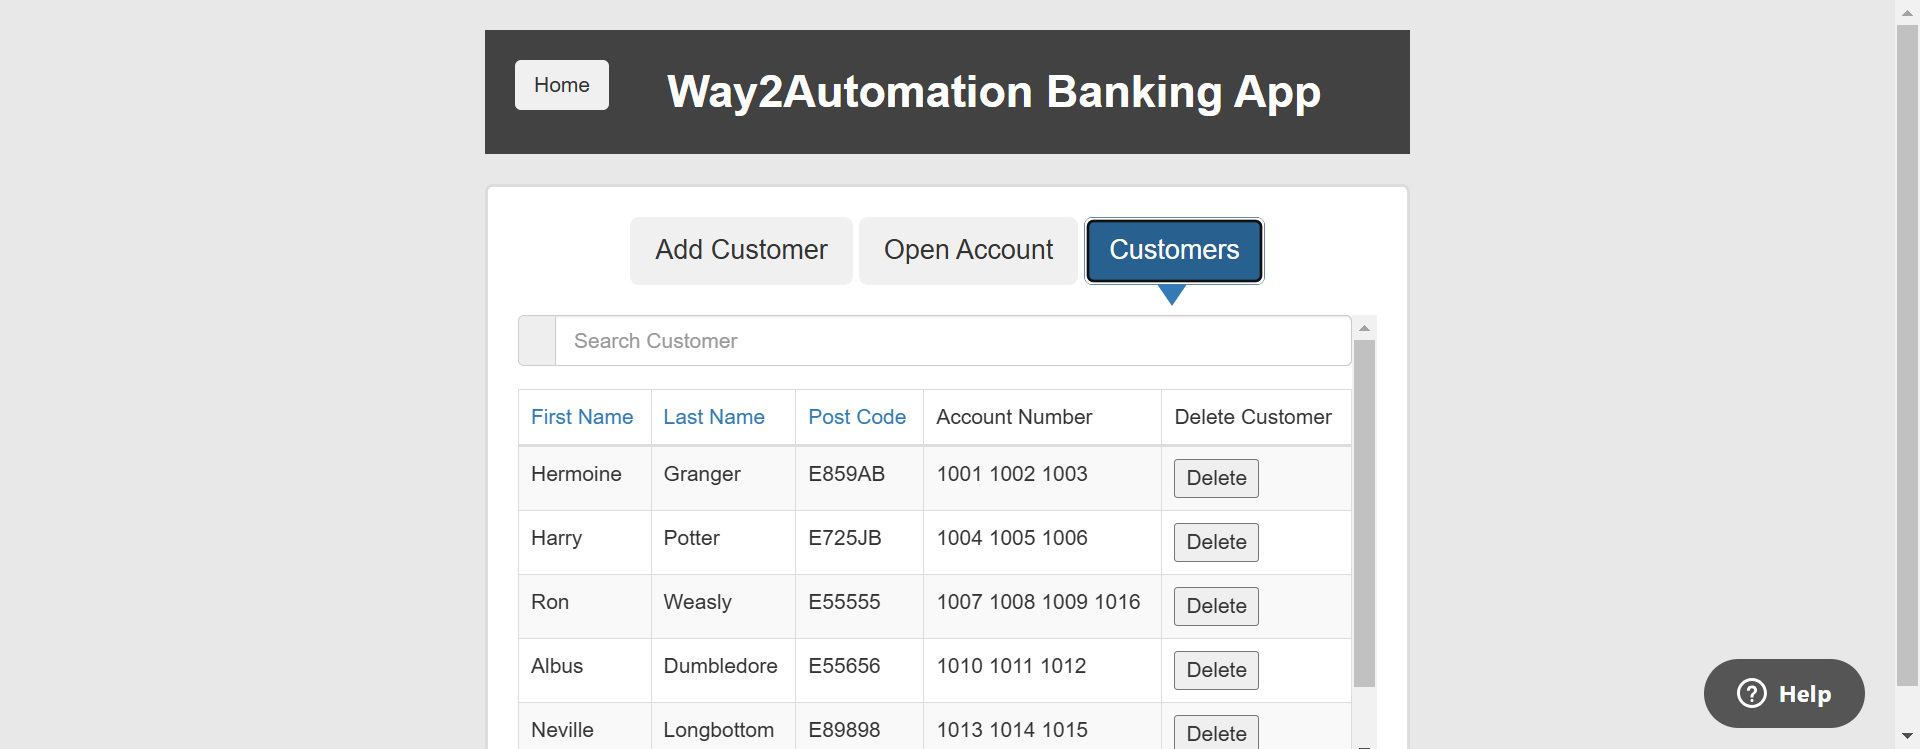 Home
Way2Automation Banking App
Add Customer Open Account Customers
Search Customer
First Name Last Name Post Code Account Number Delete Customer
Hermoine Granger E859AB 1001 1002 1003 Delete
Harry Potter E725JB 1004 1005 1006 Delete
Ron Weasly E55555 1007 1008 1009 1016 Delete
Albus Dumbledore E55656 1010 1011 1012 Delete
Neville Longbottom E89898 1013 1014 1015 Delete
? Help